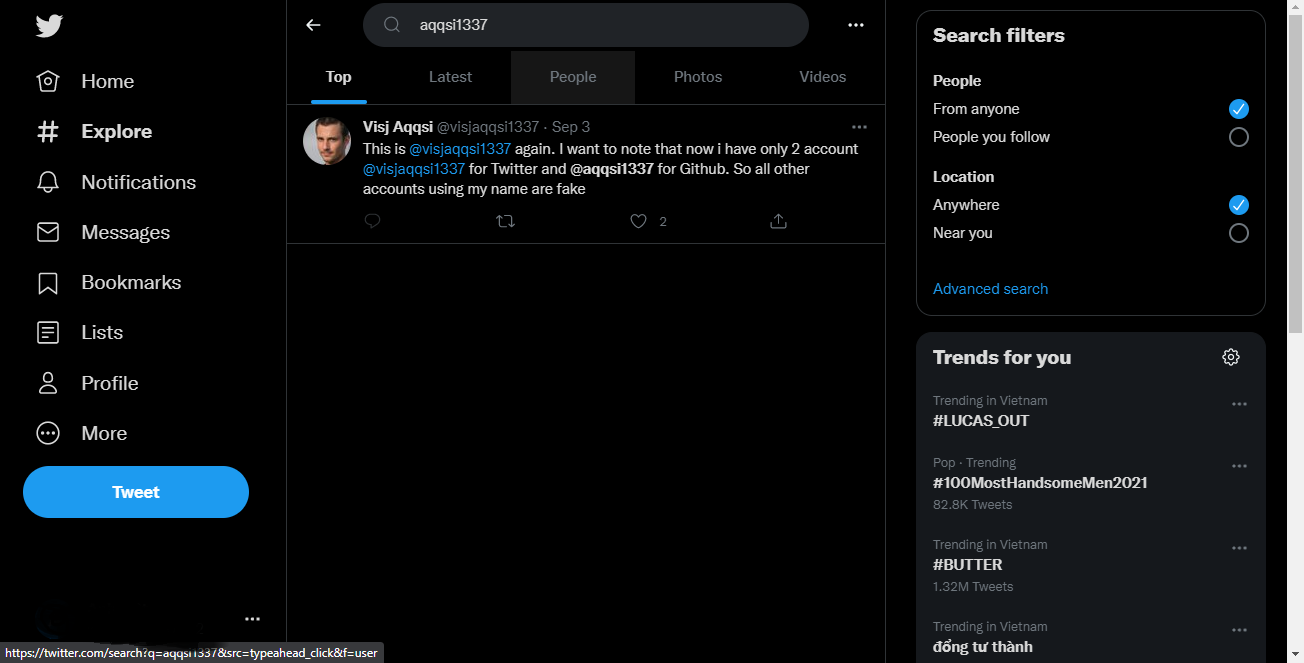 aqqsi1337
Home
Explore
Notifications
Messages
Bookmarks
Lists
Profile
More
Tweet
Top
Latest
People
Photos
Videos
Visj Aqqsi @visjaqqsi1337 · Sep 3
This is @visjaqqsi1337 again. I want to note that now i have only 2 account
@visjaqqsi1337 for Twitter and @aqqsi1337 for Github. So all other
accounts using my name are fake
2
Search filters
People
From anyone
People you follow
Location
Anywhere
Near you
Advanced search
Trends for you
Trending in Vietnam
#LUCAS_OUT
Pop · Trending
#100MostHandsomeMen2021
82.8K Tweets
Trending in Vietnam
#BUTTER
1.32M Tweets
Trending in Vietnam
đồng tư thành
https://twitter.com/search?q=aqqsi1337&src=typeahead_click&f=user